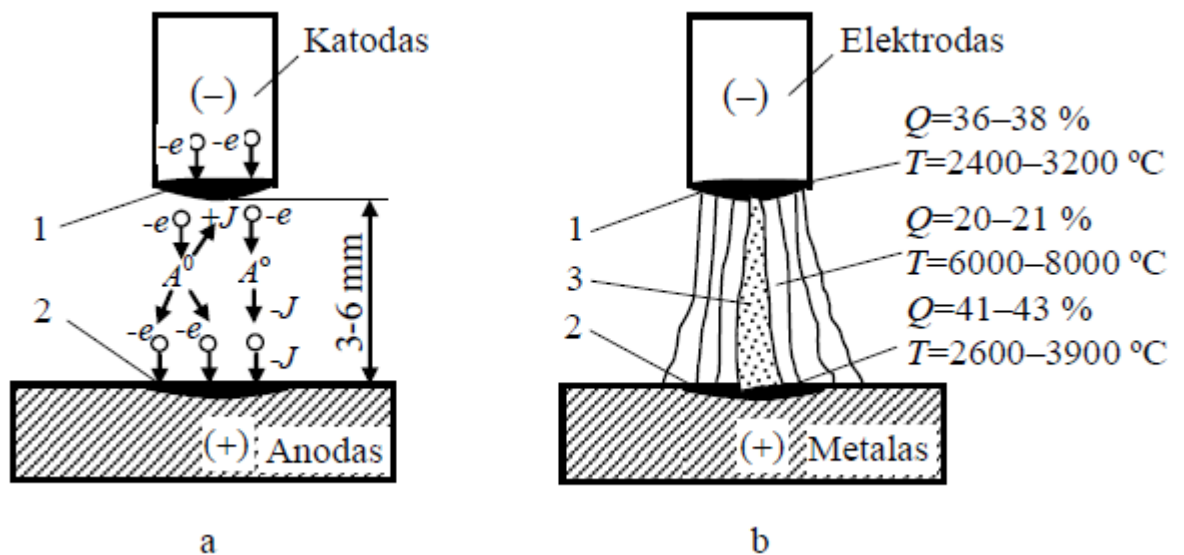 Katodas
(–)
-e
-e
1
-e
+J
-e
A⁰
A°
2
-e
-e
-J
-J
3-6 mm
(+) Anodas
a
Elektrodas
(–)
Q=36–38 %
T=2400–3200 ºC
1
Q=20–21 %
T=6000–8000 ºC
3
Q=41–43 %
2
T=2600–3900 ºC
(+) Metalas
b